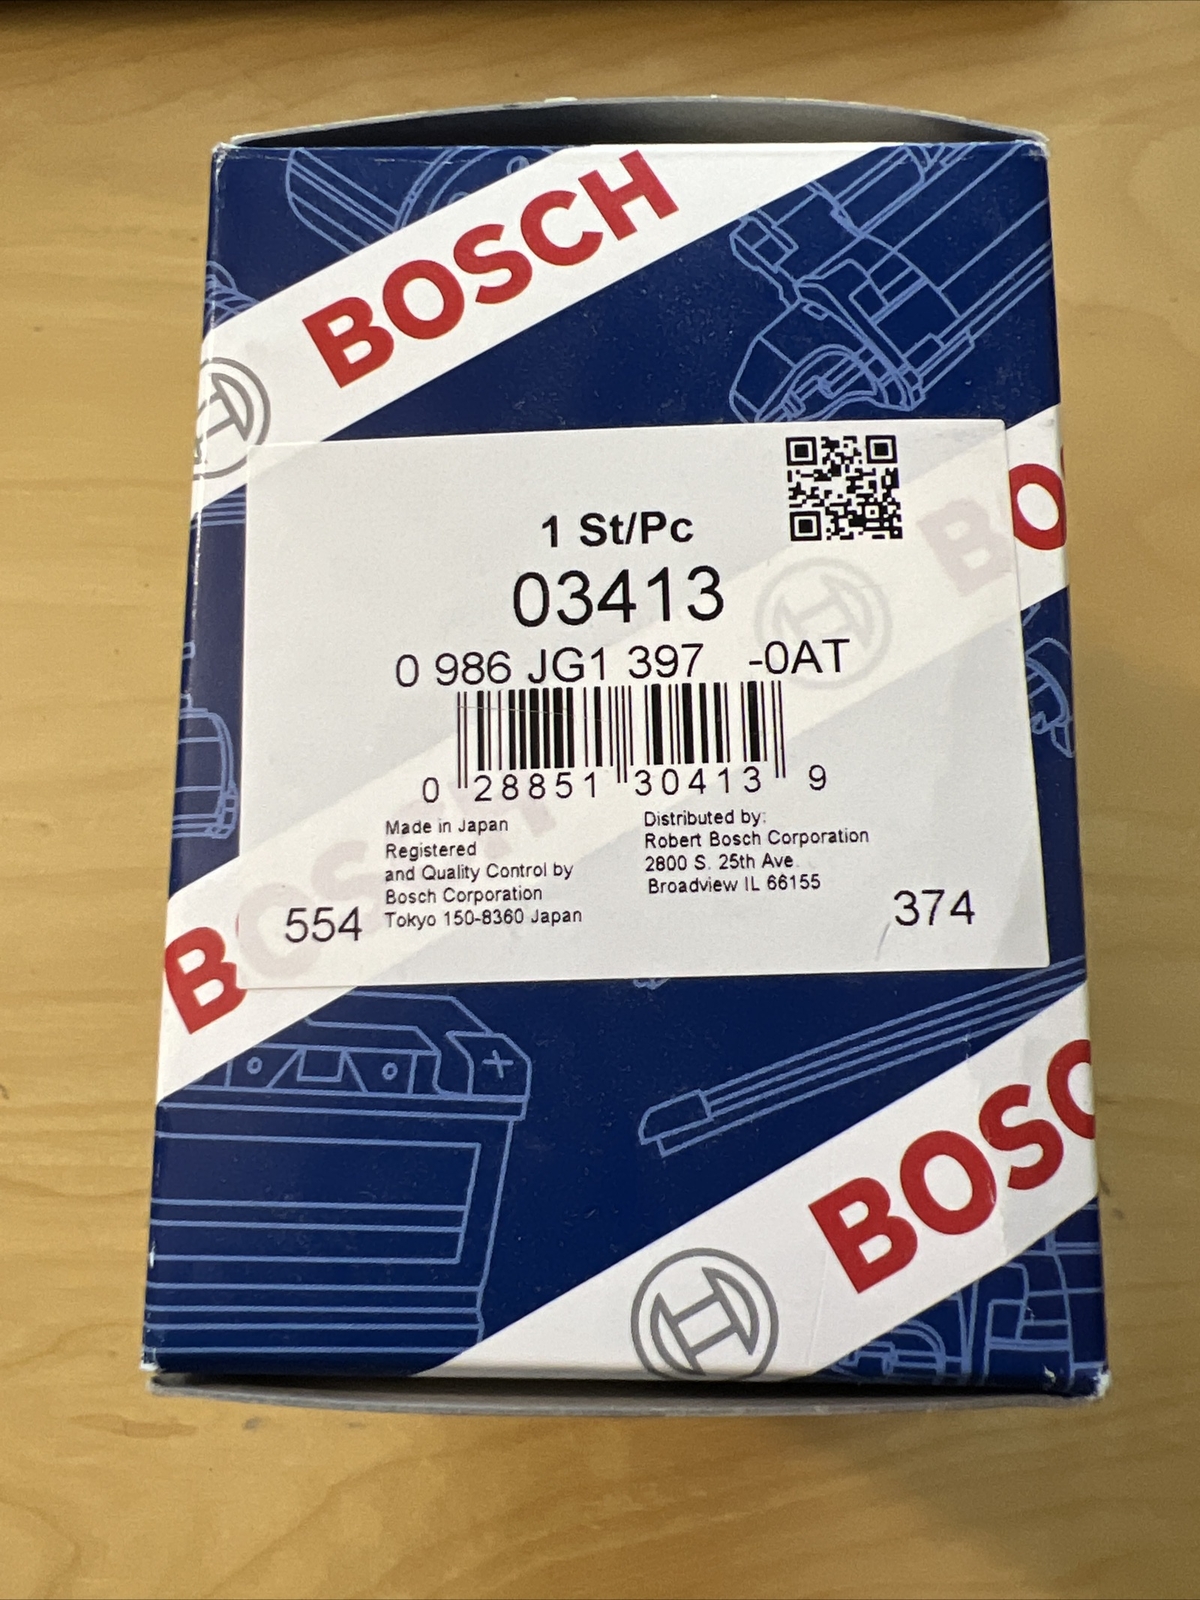 BOSCH
1 St/Pc
03413
0 986 JG1 397 -0AT
0 28851 30413 9
Made in Japan
Registered
and Quality Control by
Bosch Corporation
Tokyo 150-8360 Japan
Distributed by:
Robert Bosch Corporation
2800 S. 25th Ave.
Broadview IL 66155
554
374
BO
B
BOSC